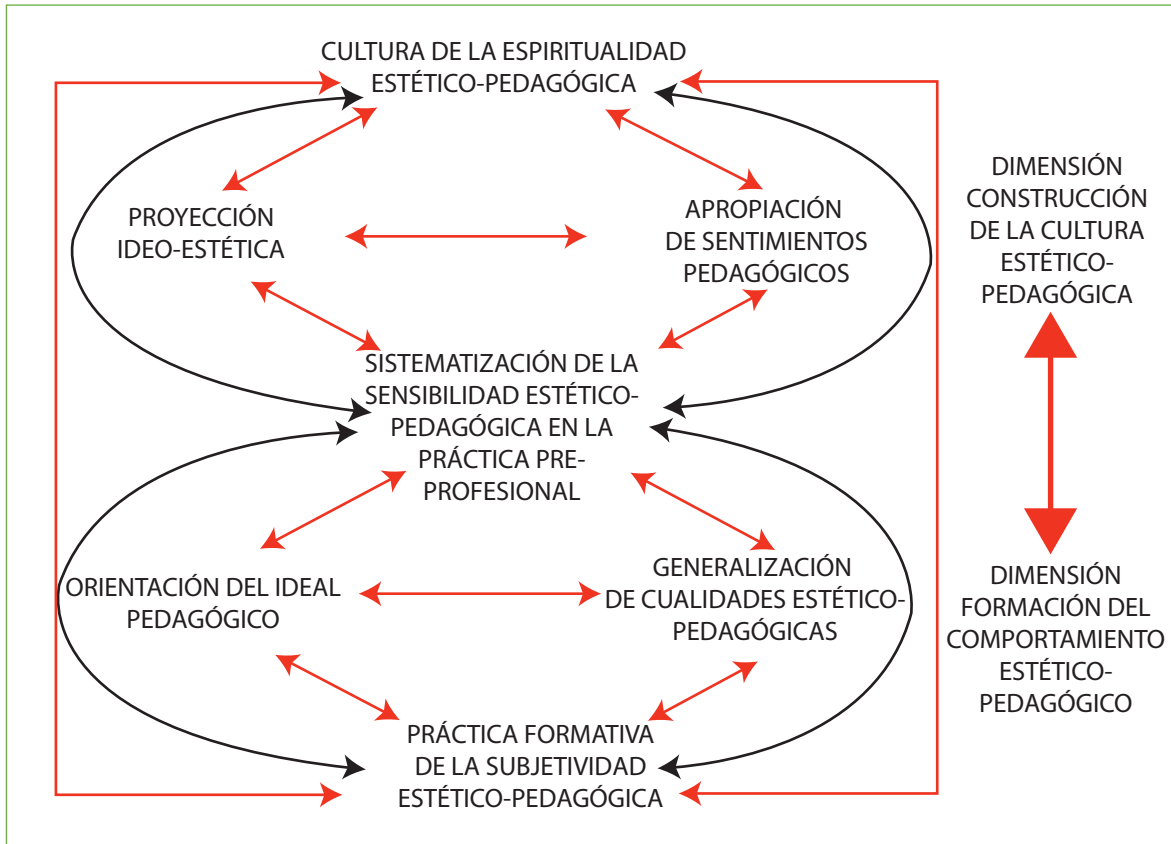 CULTURA DE LA ESPIRITUALIDAD
ESTÉTICO-PEDAGÓGICA
PROYECCIÓN
IDEO-ESTÉTICA
APROPIACIÓN
DE SENTIMIENTOS
PEDAGÓGICOS
SISTEMATIZACIÓN DE LA
SENSIBILIDAD ESTÉTICO-
PEDAGÓGICA EN LA
PRÁCTICA PRE-
PROFESIONAL
ORIENTACIÓN DEL IDEAL
PEDAGÓGICO
GENERALIZACIÓN
DE CUALIDADES ESTÉTICO-
PEDAGÓGICAS
PRÁCTICA FORMATIVA
DE LA SUBJETIVIDAD
ESTÉTICO-PEDAGÓGICA
DIMENSIÓN
CONSTRUCCIÓN
DE LA CULTURA
ESTÉTICO-
PEDAGÓGICA
DIMENSIÓN
FORMACIÓN DEL
COMPORTAMIENTO
ESTÉTICO-
PEDAGÓGICO